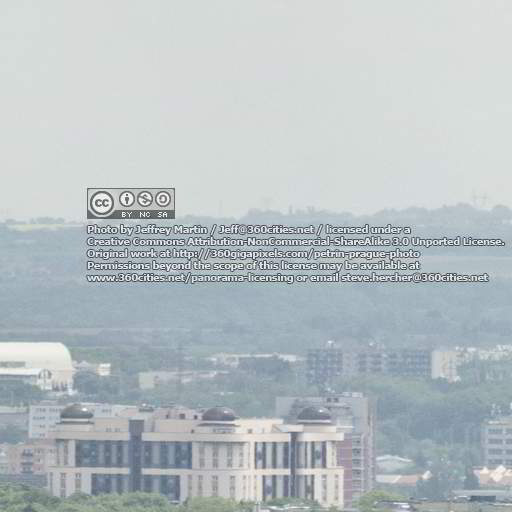 cc BY NC SA
Photo by Jeffrey Martin / Jeff@360cities.net / licensed under a
Creative Commons Attribution-NonCommercial-ShareAlike 3.0 Unported License.
Original work at http://360gigapixels.com/petrin-prague-photo
Permissions beyond the scope of this license may be available at
www.360cities.net/panorama-licensing or email steve.hercher@360cities.net